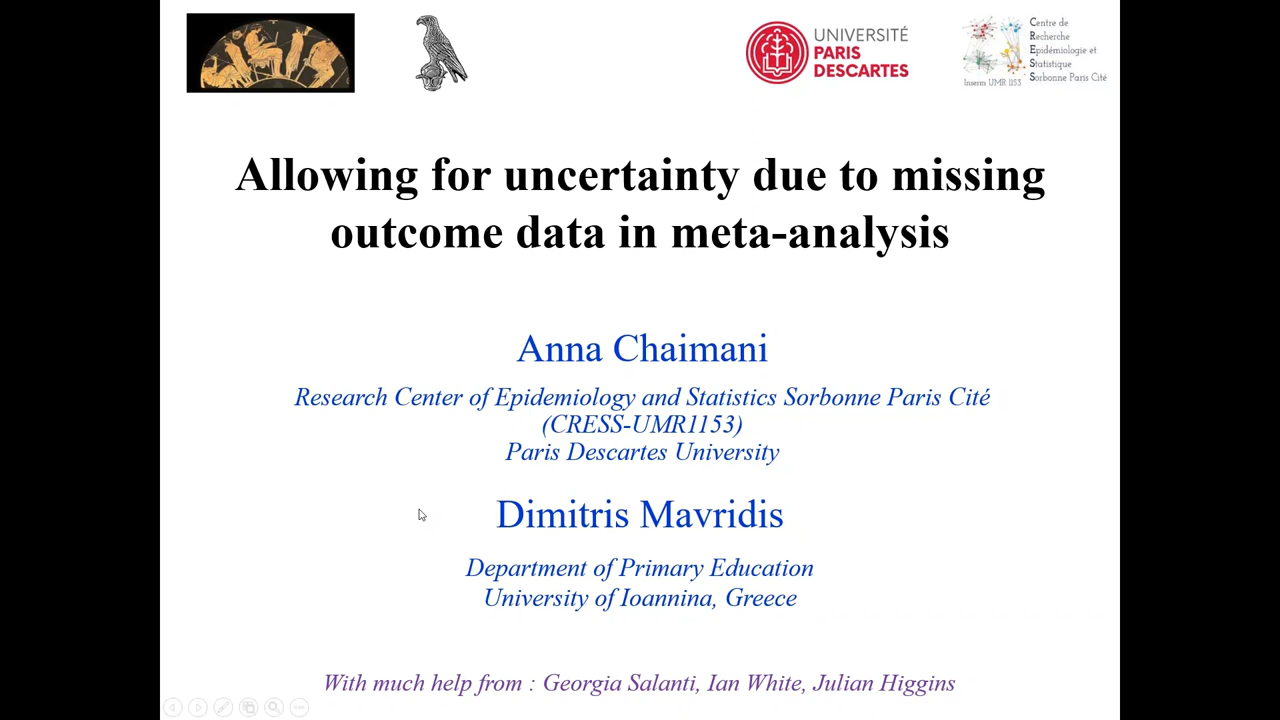 UNIVERSITÉ
PARIS
DESCARTES
Centre de
Recherche
Epidémiologie et
Statistique
Sorbonne Paris Cité
Inserm UMR 1153
Allowing for uncertainty due to missing
outcome data in meta-analysis
Anna Chaimani
Research Center of Epidemiology and Statistics Sorbonne Paris Cité
(CRESS-UMR1153)
Paris Descartes University
Dimitris Mavridis
Department of Primary Education
University of Ioannina, Greece
With much help from : Georgia Salanti, Ian White, Julian Higgins